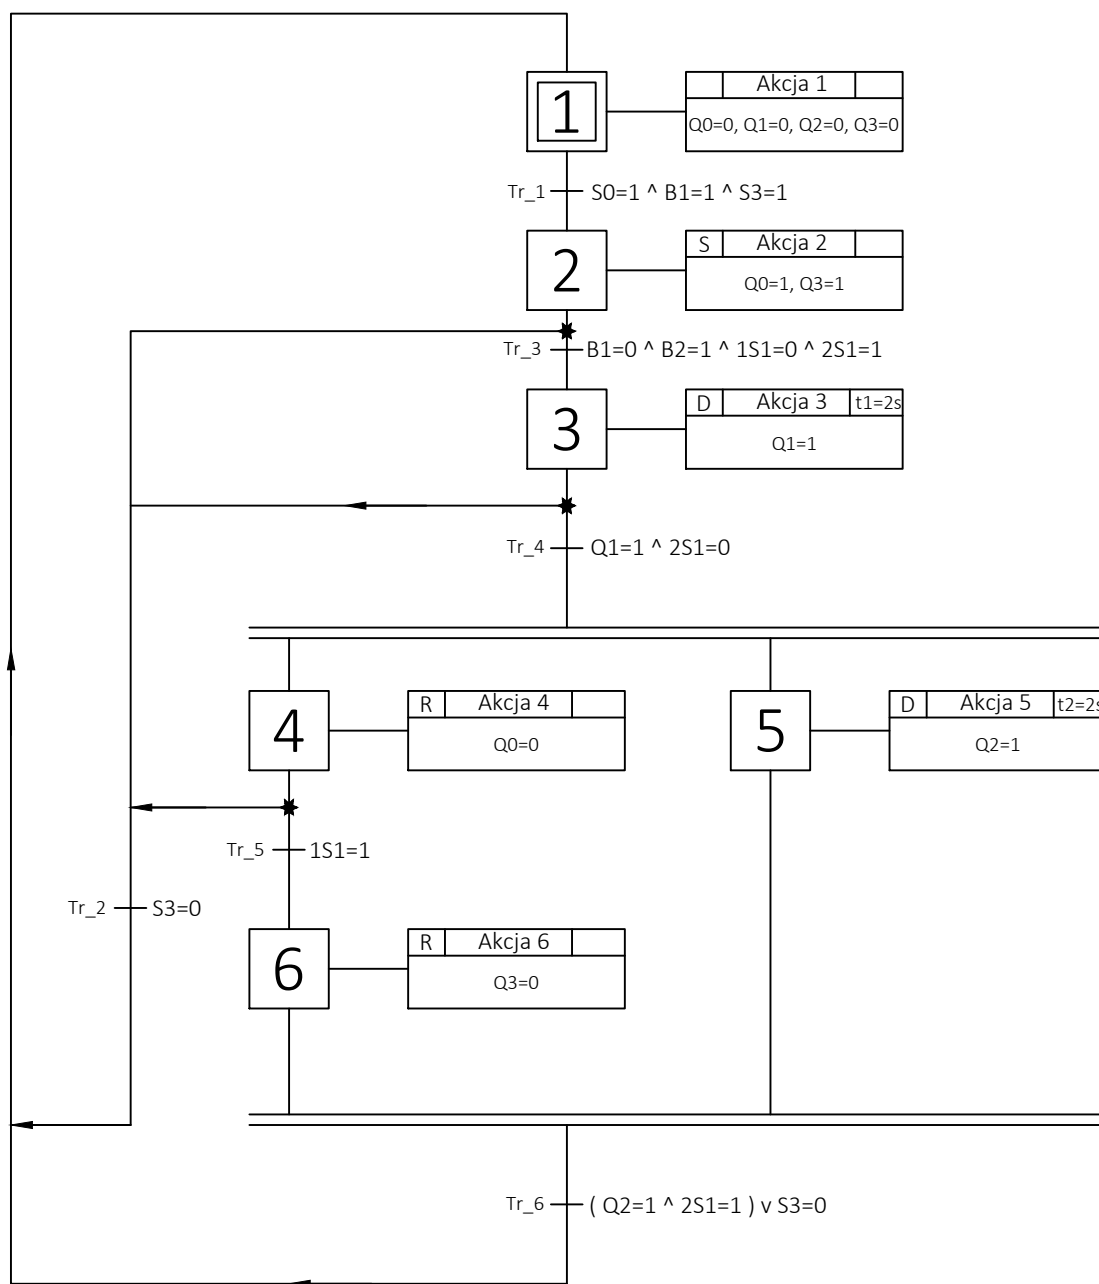 1
Akcja 1
Q0=0, Q1=0, Q2=0, Q3=0
Tr_1
S0=1 ^ B1=1 ^ S3=1
2
S Akcja 2
Q0=1, Q3=1
Tr_3
B1=0 ^ B2=1 ^ 1S1=0 ^ 2S1=1
3
D Akcja 3 t1=2s
Q1=1
Tr_4
Q1=1 ^ 2S1=0
4
R Akcja 4
Q0=0
5
D Akcja 5 t2=2s
Q2=1
Tr_5
1S1=1
Tr_2
S3=0
6
R Akcja 6
Q3=0
Tr_6
( Q2=1 ^ 2S1=1 ) v S3=0